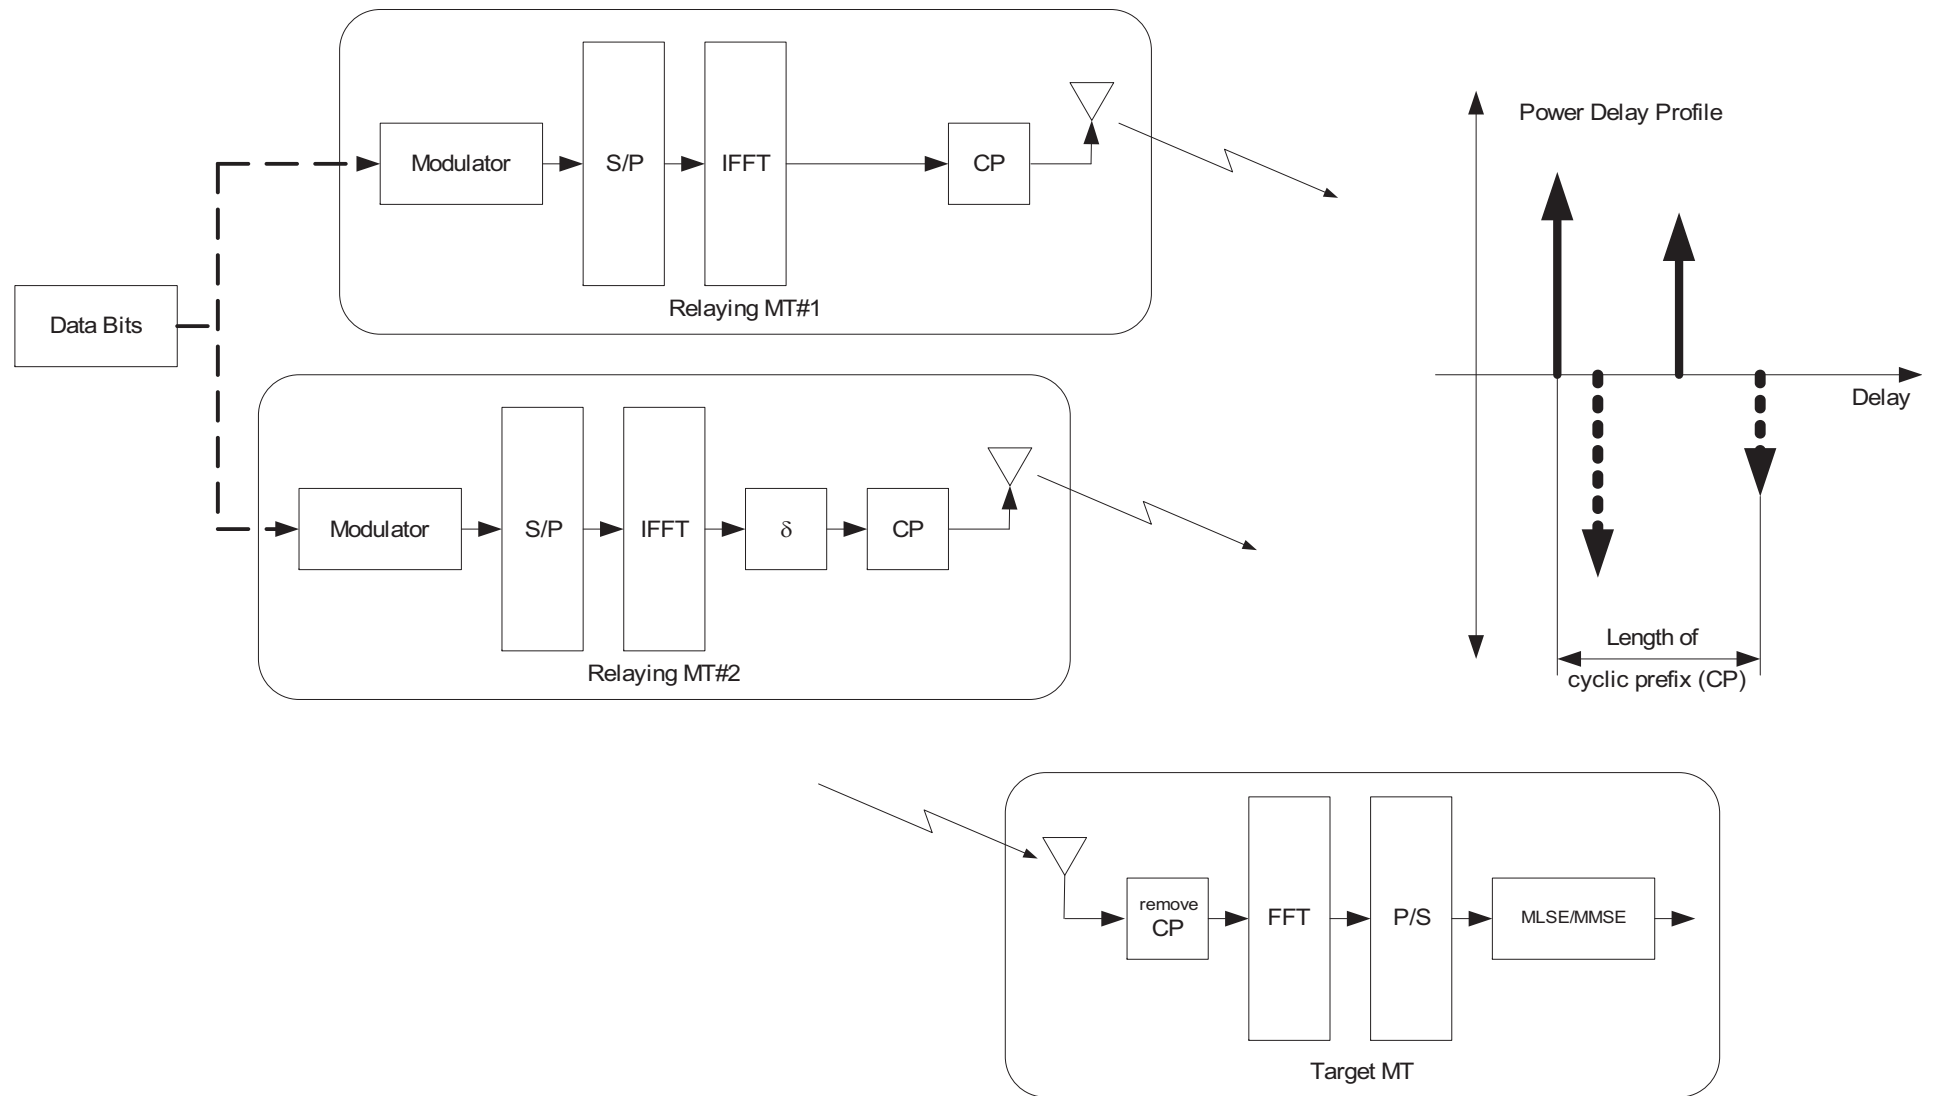 Data Bits
Modulator
S/P
IFFT
CP
Relaying MT#1
Modulator
S/P
IFFT
δ
CP
Relaying MT#2
Power Delay Profile
Delay
Length of
cyclic prefix (CP)
remove
CP
FFT
P/S
MLSE/MMSE
Target MT